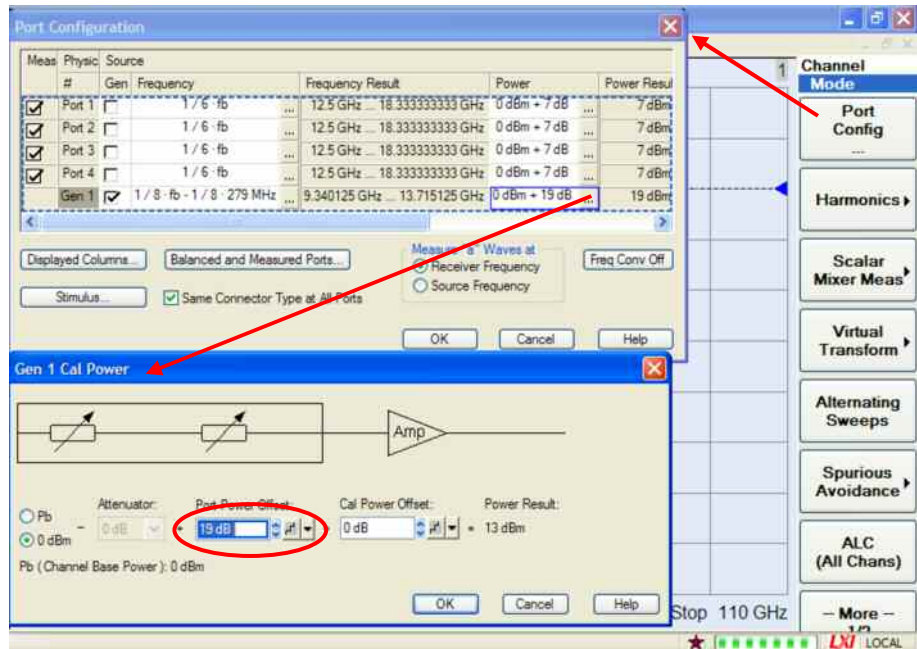 Port Configuration
Meas Physic Source
# Gen Frequency Frequency Result Power Power Resul
Port 1 1 / 6 · fb ... 12.5 GHz ... 18.333333333 GHz 0 dBm + 7 dB ... 7 dBm
Port 2 1 / 6 · fb ... 12.5 GHz ... 18.333333333 GHz 0 dBm + 7 dB ... 7 dBm
Port 3 1 / 6 · fb ... 12.5 GHz ... 18.333333333 GHz 0 dBm + 7 dB ... 7 dBm
Port 4 1 / 6 · fb ... 12.5 GHz ... 18.333333333 GHz 0 dBm + 7 dB ... 7 dBm
Gen 1 1 / 8 · fb - 1 / 8 · 279 MHz ... 9.340125 GHz ... 13.715125 GHz 0 dBm + 19 dB ... 19 dBm
Displayed Columns... Balanced and Measured Ports... Measure "a" Waves at Freq Conv Off
Receiver Frequency
Stimulus... Same Connector Type at All Ports Source Frequency
OK Cancel Help
Gen 1 Cal Power
Amp
Attenuator: Port Power Offset: Cal Power Offset: Power Result:
Pb
- 0 dB + 19 dB + 0 dB = 13 dBm
0 dBm
Pb ( Channel Base Power ): 0 dBm
OK Cancel Help
1
Stop 110 GHz
Channel
Mode
Port
Config
...
Harmonics
Scalar
Mixer Meas
Virtual
Transform
Alternating
Sweeps
Spurious
Avoidance
ALC
(All Chans)
-- More --
1/2
LXI LOCAL